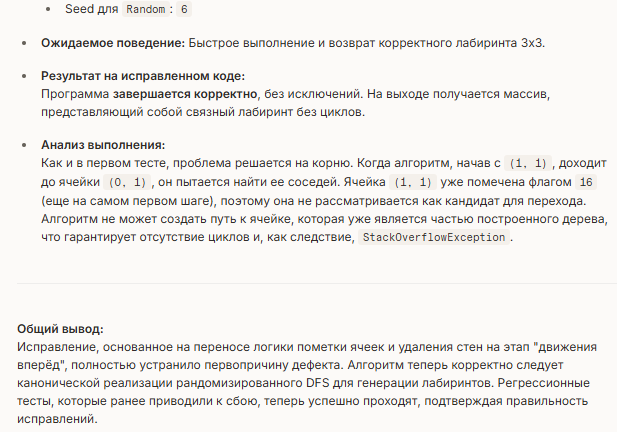 Seed для Random: 6
Ожидаемое поведение: Быстрое выполнение и возврат корректного лабиринта 3x3.
Результат на исправленном коде:
Программа завершается корректно, без исключений. На выходе получается массив,
представляющий собой связный лабиринт без циклов.
Анализ выполнения:
Как и в первом тесте, проблема решается на корню. Когда алгоритм, начав с (1, 1), доходит
до ячейки (0, 1), он пытается найти ее соседей. Ячейка (1, 1) уже помечена флагом 16
(еще на самом первом шаге), поэтому она не рассматривается как кандидат для перехода.
Алгоритм не может создать путь к ячейке, которая уже является частью построенного дерева,
что гарантирует отсутствие циклов и, как следствие, StackOverflowException.
Общий вывод:
Исправление, основанное на переносе логики пометки ячеек и удаления стен на этап "движения
вперёд", полностью устранило первопричину дефекта. Алгоритм теперь корректно следует
канонической реализации рандомизированного DFS для генерации лабиринтов. Регрессионные
тесты, которые ранее приводили к сбою, теперь успешно проходят, подтверждая правильность
исправлений.